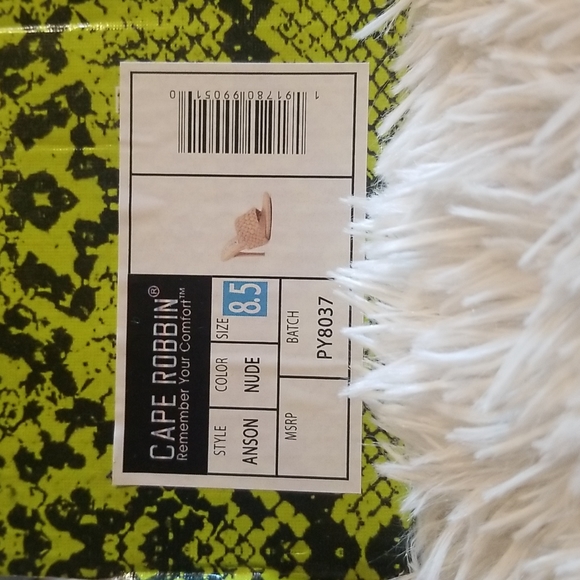 CAPE ROBBIN®
Remember Your Comfort™
STYLE COLOR SIZE
ANSON NUDE 8.5
MSRP BATCH
PY8037
1 91780 99051 0